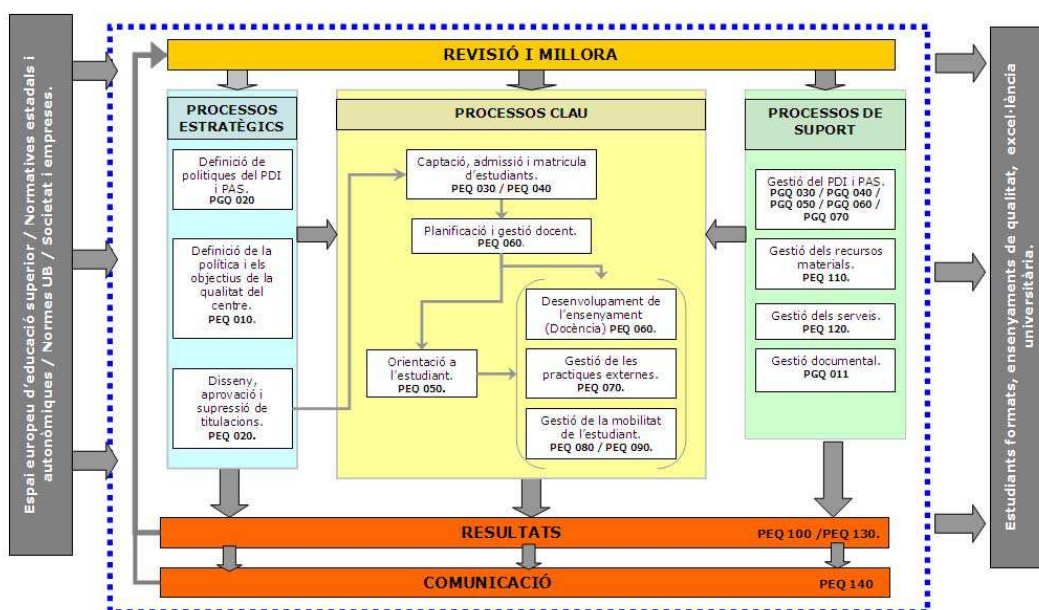 Espai europeu d'educació superior / Normatives estadals i
autonòmiques / Normes UB / Societat i empreses.
REVISIÓ I MILLORA
PROCESSOS
ESTRATÈGICS
Definició de
politiques del PDI
i PAS.
PGQ 020
Definició de la
política i els
objectius de la
qualitat del
centre.
PEQ 010.
Disseny,
aprovació i
supressió de
titulacions.
PEQ 020.
PROCESSOS CLAU
Captació, admissió i matricula
d'estudiants.
PEQ 030 / PEQ 040
Planificació i gestió docent.
PEQ 060.
Orientació a
l'estudiant.
PEQ 050.
Desenvolupament de
l'ensenyament
(Docència) PEQ 060.
Gestió de les
practiques externes.
PEQ 070.
Gestió de la mobilitat
de l'estudiant.
PEQ 080 / PEQ 090.
PROCESSOS DE
SUPORT
Gestió del PDI i PAS.
PGQ 030 / PGQ 040 /
PGQ 050 / PGQ 060 /
PGQ 070
Gestió dels recursos
materials.
PEQ 110.
Gestió dels serveis.
PEQ 120.
Gestió documental.
PGQ 011
RESULTATS PEQ 100 /PEQ 130.
COMUNICACIÓ PEQ 140
Estudiants formats, ensenyaments de qualitat, excel·lència
universitària.